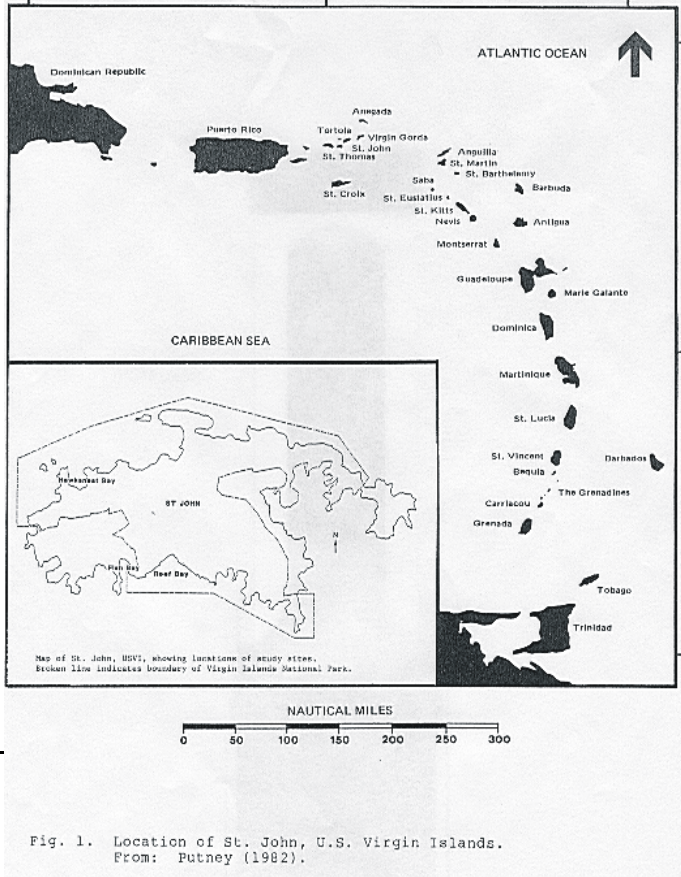 ATLANTIC OCEAN
Dominican Republic
Anegada
Puerto Rico
Tortola
Virgin Gorda
St. John
St. Thomas
Anguilla
St. Martin
St. Barthelemy
Saba
Barbuda
St. Croix
St. Eustatius
St. Kitts
Nevis
Antigua
Montserrat
Guadeloupe
Marie Galante
Dominica
CARIBBEAN SEA
Martinique
St. Lucia
St. Vincent
Barbados
Bequia
The Grenadines
Carriacou
Grenada
Tobago
Trinidad
Hawksnest Bay
ST JOHN
N
Fish Bay
Reef Bay
Map of St. John, USVI, showing locations of study sites.
Broken line indicates boundary of Virgin Islands National Park.
NAUTICAL MILES
0 50 100 150 200 250 300
Fig. 1. Location of St. John, U.S. Virgin Islands.
From: Putney (1982).